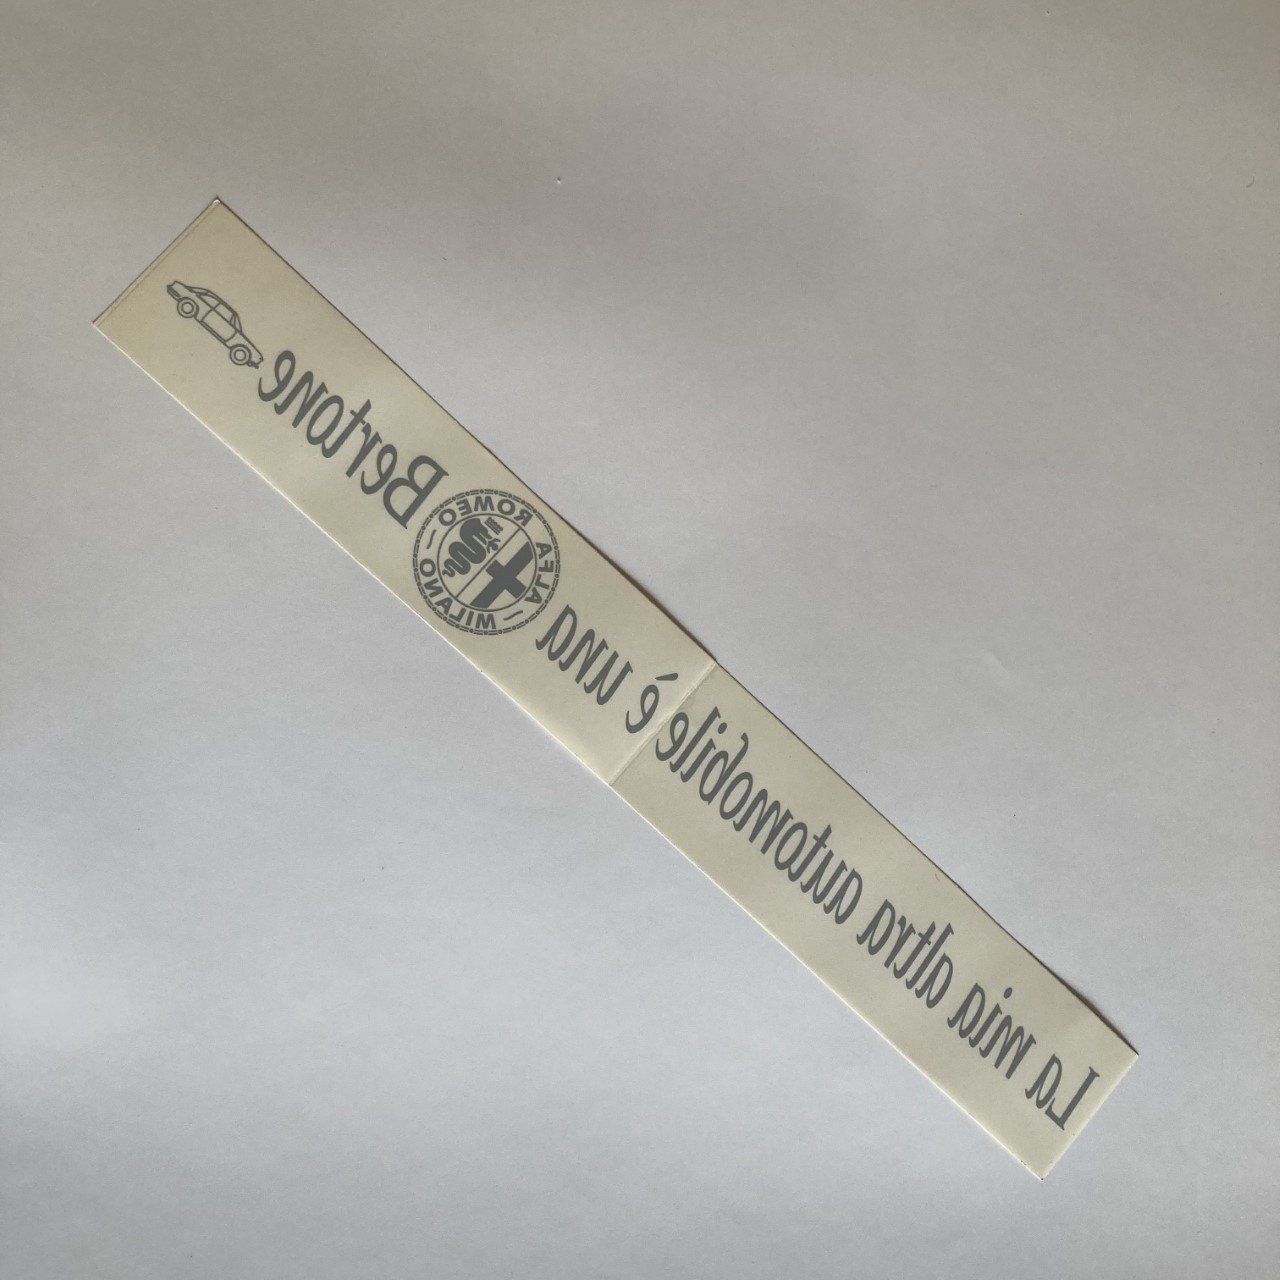 La mia altra automobile é una Bertone
ALFA ROMEO — MILANO —